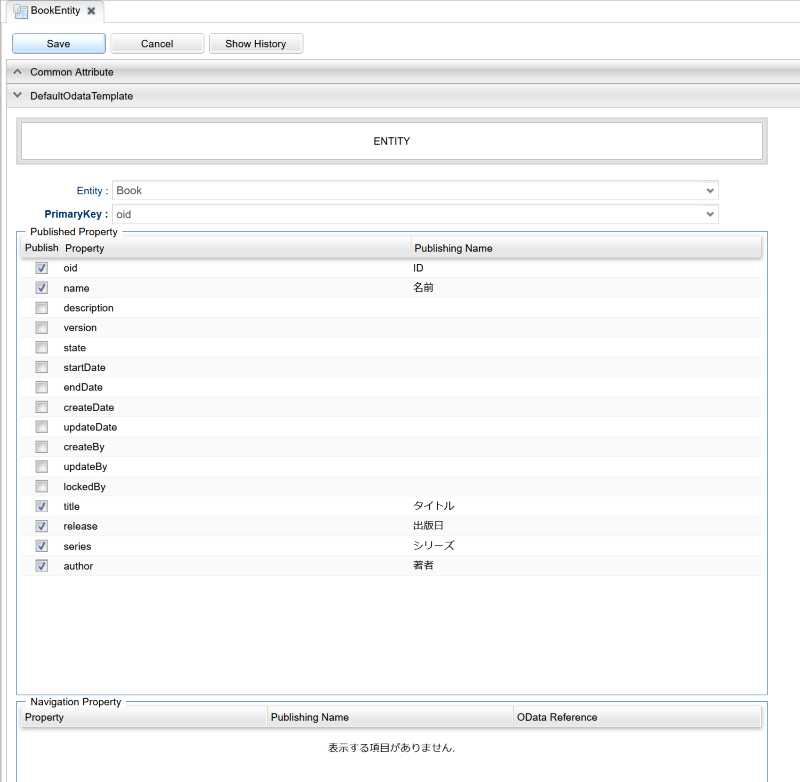 BookEntity
Save Cancel Show History
Common Attribute
DefaultOdataTemplate
ENTITY
Entity : Book
PrimaryKey : oid
Published Property
Publish Property Publishing Name
oid ID
name 名前
description
version
state
startDate
endDate
createDate
updateDate
createBy
updateBy
lockedBy
title タイトル
release 出版日
series シリーズ
author 著者
Navigation Property
Property Publishing Name OData Reference
表示する項目がありません.